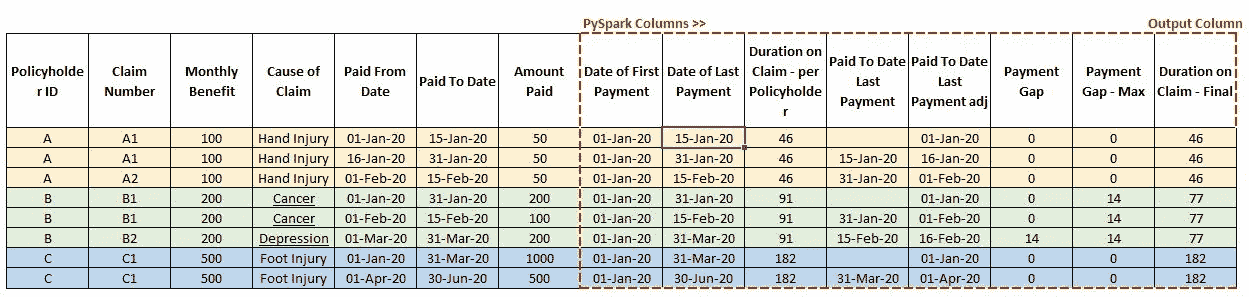 PySpark Columns >> Output Column
Policyholde Claim Monthly Cause of Paid From Paid To Date Amount Date of First Date of Last Duration on Paid To Date Paid To Date Payment Payment Duration on
r ID Number Benefit Claim Date Paid Payment Payment Claim - per Last Last Gap Gap - Max Claim - Final
Policyholde Payment Payment adj
r
A A1 100 Hand Injury 01-Jan-20 15-Jan-20 50 01-Jan-20 15-Jan-20 46 01-Jan-20 0 0 46
A A1 100 Hand Injury 16-Jan-20 31-Jan-20 50 01-Jan-20 31-Jan-20 46 15-Jan-20 16-Jan-20 0 0 46
A A2 100 Hand Injury 01-Feb-20 15-Feb-20 50 01-Jan-20 15-Feb-20 46 31-Jan-20 01-Feb-20 0 0 46
B B1 200 Cancer 01-Jan-20 31-Jan-20 200 01-Jan-20 31-Jan-20 91 01-Jan-20 0 14 77
B B1 200 Cancer 01-Feb-20 15-Feb-20 100 01-Jan-20 15-Feb-20 91 31-Jan-20 01-Feb-20 0 14 77
B B2 200 Depression 01-Mar-20 31-Mar-20 200 01-Jan-20 31-Mar-20 91 15-Feb-20 16-Feb-20 14 14 77
C C1 500 Foot Injury 01-Jan-20 31-Mar-20 1000 01-Jan-20 31-Mar-20 182 01-Jan-20 0 0 182
C C1 500 Foot Injury 01-Apr-20 30-Jun-20 500 01-Jan-20 30-Jun-20 182 31-Mar-20 01-Apr-20 0 0 182